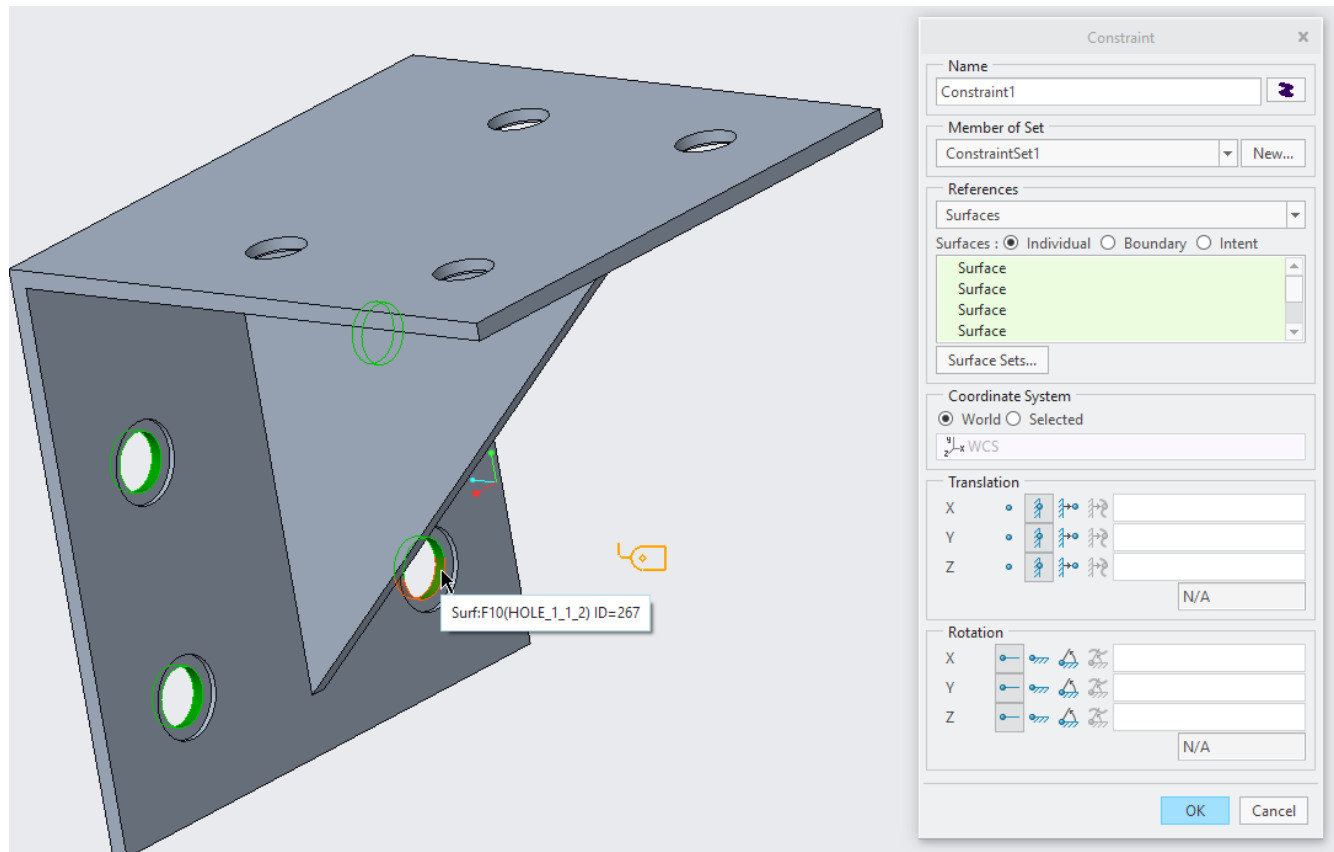 Constraint x
Name
Constraint1
Member of Set
ConstraintSet1 New...
References
Surfaces
Surfaces : Individual Boundary Intent
Surface
Surface
Surface
Surface
Surface Sets...
Coordinate System
World Selected
y z x WCS
Translation
X
Y
Z
N/A
Rotation
X
Y
Z
N/A
OK Cancel
Surf:F10(HOLE_1_1_2) ID=267